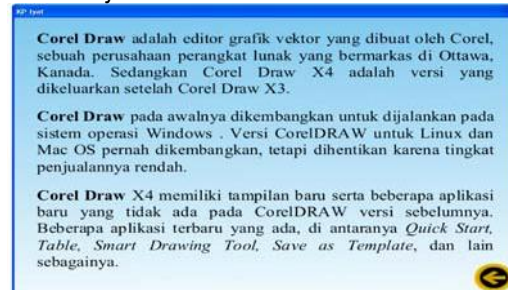 KP Iyat
Corel Draw adalah editor grafik vektor yang dibuat oleh Corel,
sebuah perusahaan perangkat lunak yang bermarkas di Ottawa,
Kanada. Sedangkan Corel Draw X4 adalah versi yang
dikeluarkan setelah Corel Draw X3.
Corel Draw pada awalnya dikembangkan untuk dijalankan pada
sistem operasi Windows . Versi CorelDRAW untuk Linux dan
Mac OS pernah dikembangkan, tetapi dihentikan karena tingkat
penjualannya rendah.
Corel Draw X4 memiliki tampilan baru serta beberapa aplikasi
baru yang tidak ada pada CorelDRAW versi sebelumnya.
Beberapa aplikasi terbaru yang ada, di antaranya Quick Start,
Table, Smart Drawing Tool, Save as Template, dan lain
sebagainya.